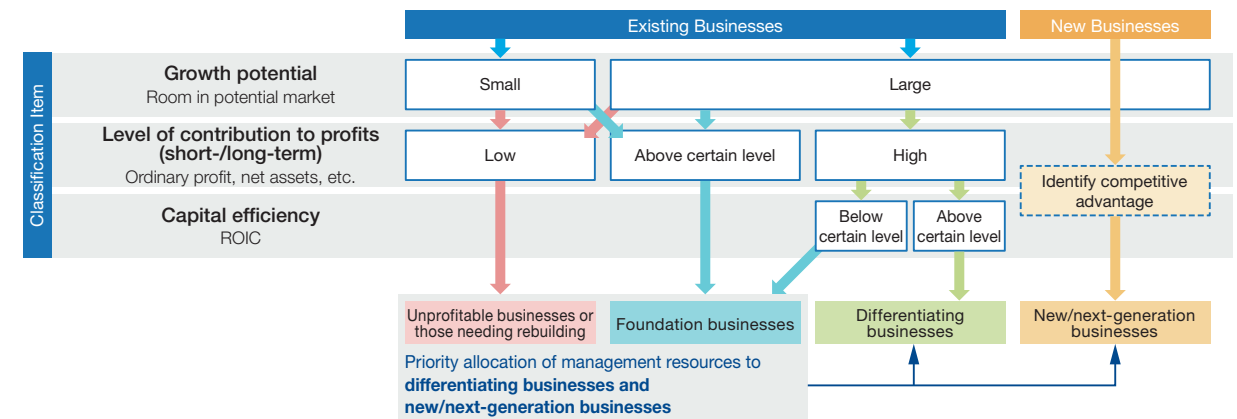 Existing Businesses
New Businesses
Classification Item
Growth potential
Room in potential market
Small
Large
Level of contribution to profits
(short-/long-term)
Ordinary profit, net assets, etc.
Low
Above certain level
High
Identify competitive
advantage
Capital efficiency
ROIC
Below
certain level
Above
certain level
Unprofitable businesses or
those needing rebuilding
Foundation businesses
Differentiating
businesses
New/next-generation
businesses
Priority allocation of management resources to
differentiating businesses and
new/next-generation businesses